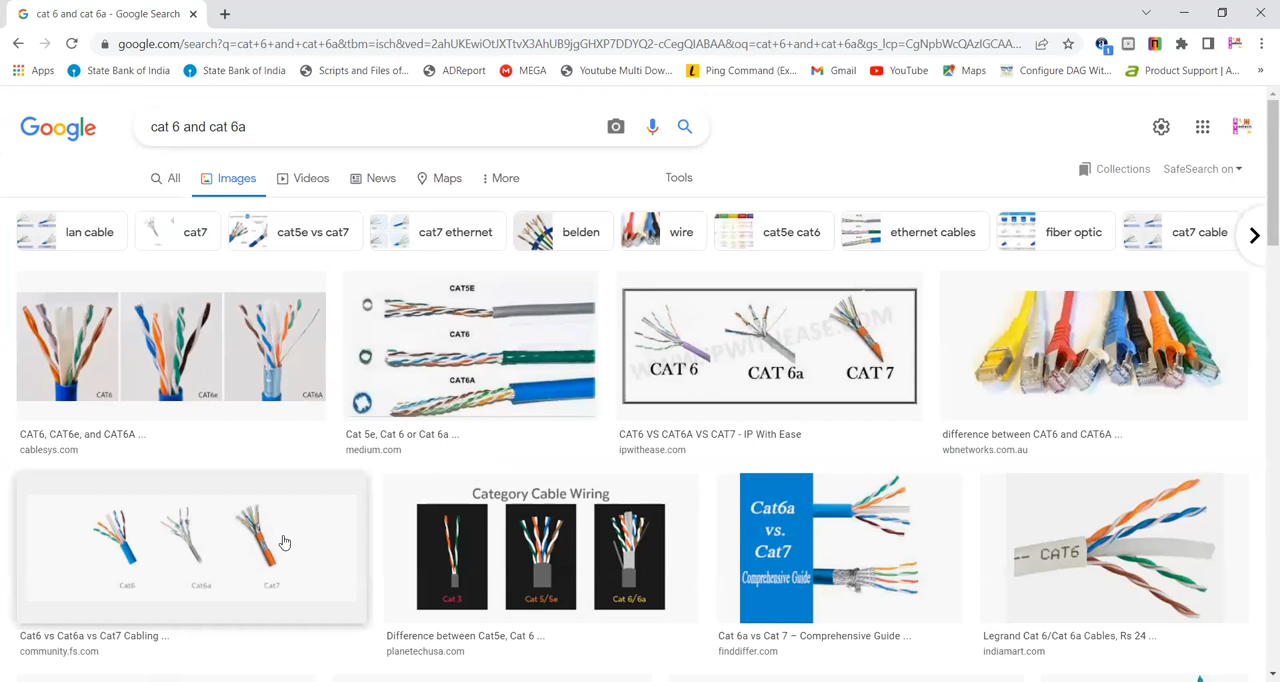 cat 6 and cat 6a - Google Search
google.com/search?q=cat+6+and+cat+6a&tbm=isch&ved=2ahUKEwiOtJXTtvX3AhUB9jgGHXP7DDYQ2-cCegQIABAA&oq=cat+6+and+cat+6a&gs_lcp=CgNpbWcQAzIGCAA...
Apps State Bank of India State Bank of India Scripts and Files of... ADReport MEGA Youtube Multi Dow... Ping Command (Ex... Gmail YouTube Maps Configure DAG Wit... Product Support | A... »
Google
cat 6 and cat 6a
Collections SafeSearch on
All Images Videos News Maps More Tools
lan cable cat7 cat5e vs cat7 cat7 ethernet belden wire cat5e cat6 ethernet cables fiber optic cat7 cable
CAT6 CAT6e CAT6A
CAT5E
CAT6
CAT6A
CAT 6 CAT 6a CAT 7
CAT6, CAT6e, and CAT6A ...
cablesys.com
Cat 5e, Cat 6 or Cat 6a ...
medium.com
CAT6 VS CAT6A VS CAT7 - IP With Ease
ipwithease.com
difference between CAT6 and CAT6A ...
wbnetworks.com.au
Cat6 Cat6a Cat7
Category Cable Wiring
Cat 3 Cat 5/5e Cat 6/6a
Cat6a
vs.
Cat7
Comprehensive Guide
-- CAT6
Cat6 vs Cat6a vs Cat7 Cabling ...
community.fs.com
Difference between Cat5e, Cat 6 ...
planetechusa.com
Cat 6a vs Cat 7 – Comprehensive Guide ...
finddiffer.com
Legrand Cat 6/Cat 6a Cables, Rs 24 ...
indiamart.com